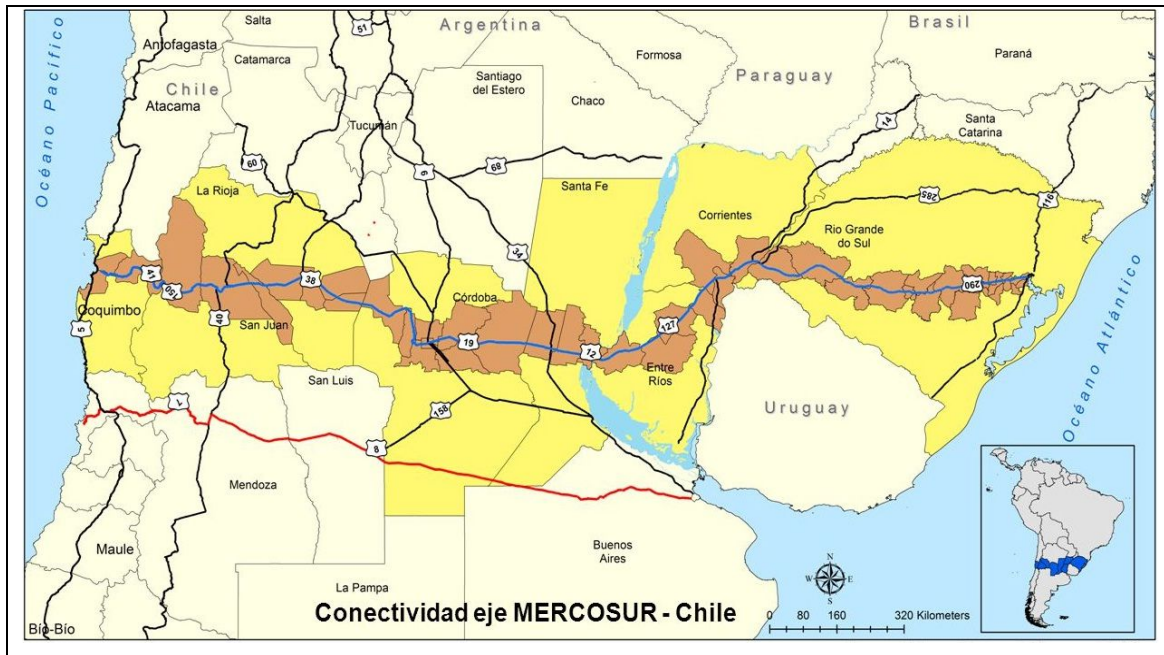 Océano Pacífico
Salta
Argentina
Brasil
Antofagasta
51
Catamarca
Formosa
Paraná
Chile
Paraguay
Atacama
Santiago
del Estero
Chaco
14
Santa
Catarina
Tucumán
60
9
89
La Rioja
Santa Fe
285
116
Corrientes
Rio Grande
do Sul
34
41
150
38
290
Coquimbo
Córdoba
5
40
San Juan
19
12
127
Océano Atlántico
San Luis
Entre
Ríos
7
158
Uruguay
8
Mendoza
Maule
Buenos
Aires
La Pampa
N
W
E
S
Conectividad eje MERCOSUR - Chile
0 80 160 320 Kilometers
Bío-Bío